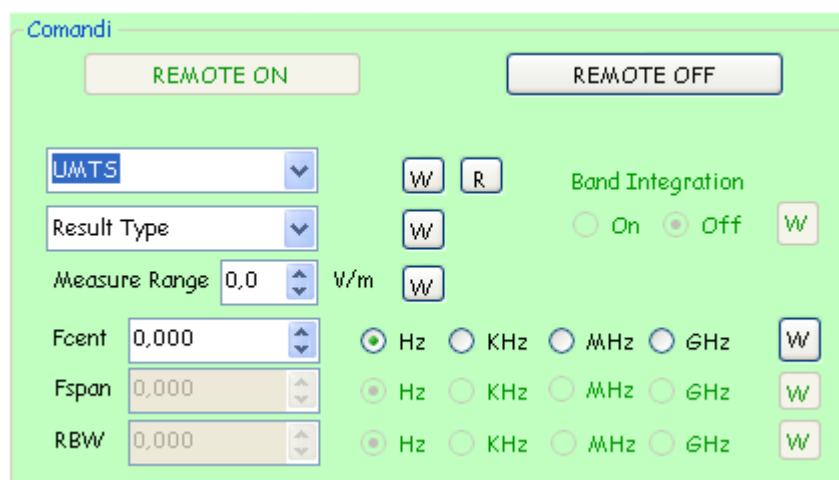 Comandi
REMOTE ON REMOTE OFF
UMTS W R Band Integration
Result Type W On Off W
Measure Range 0,0 V/m W
Fcent 0,000 Hz KHz MHz GHz W
Fspan 0,000 Hz KHz MHz GHz W
RBW 0,000 Hz KHz MHz GHz W